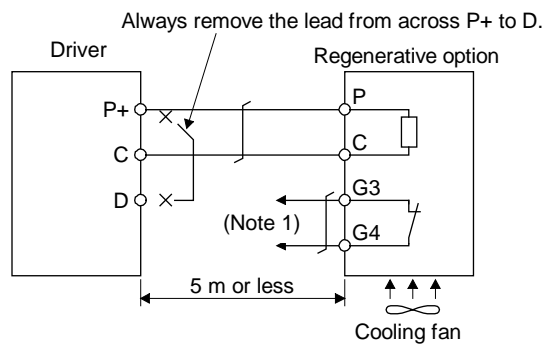 Always remove the lead from across P+ to D.
Driver
Regenerative option
P+
P
C
C
D
G3
(Note 1)
G4
5 m or less
Cooling fan